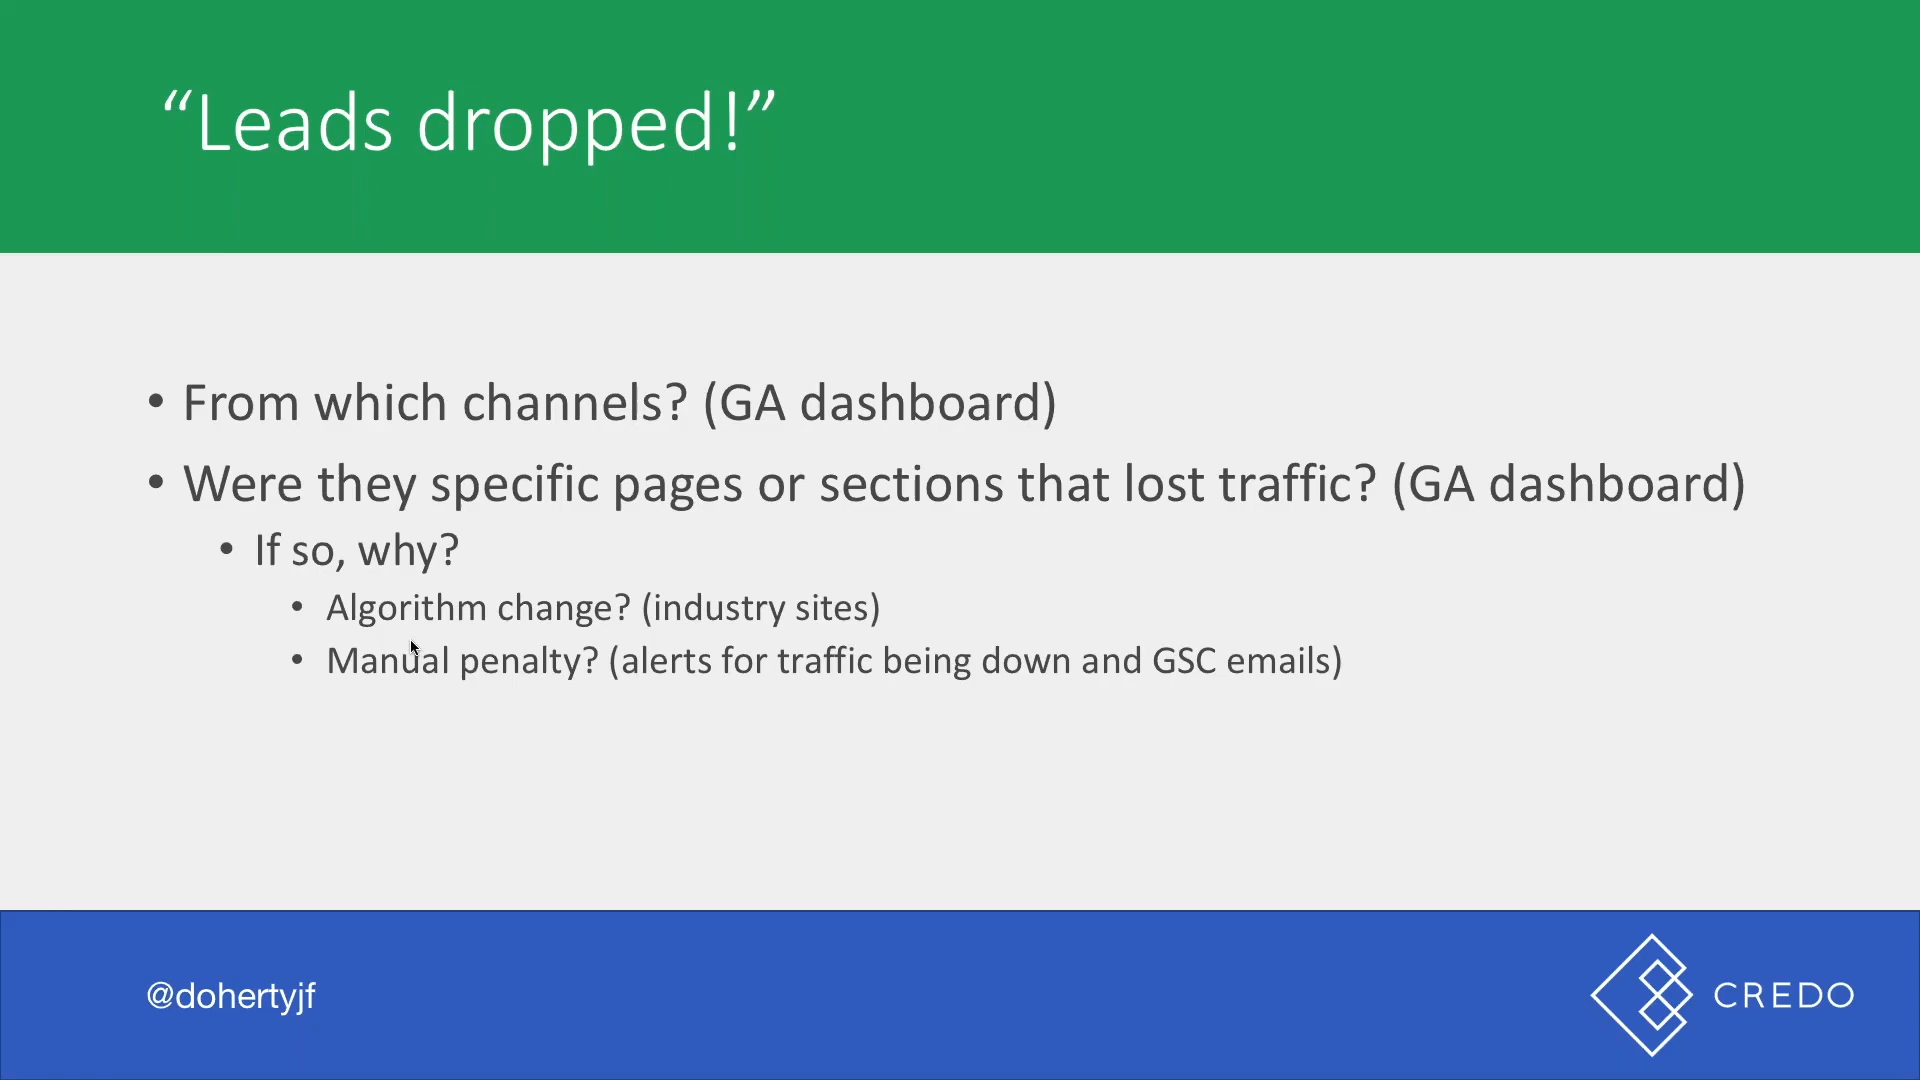 “Leads dropped!”
• From which channels? (GA dashboard)
• Were they specific pages or sections that lost traffic? (GA dashboard)
• If so, why?
• Algorithm change? (industry sites)
• Manual penalty? (alerts for traffic being down and GSC emails)
@dohertyjf
CREDO